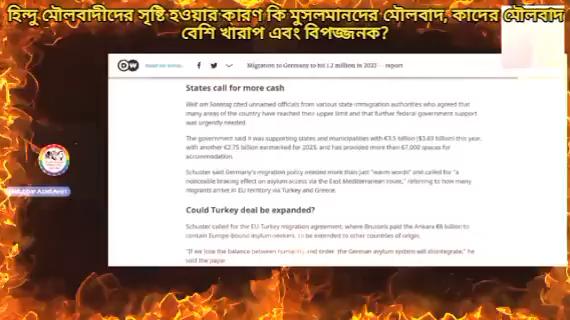 হিন্দু মৌলবাদীদের সৃষ্টি হওয়ার কারণ কি মুসলমানদের মৌলবাদ, কাদের মৌলবাদ
বেশি খারাপ এবং বিপজ্জনক?
DW
Migration to Germany to hit 1.2 million in 2022 — report
States call for more cash
Welt am Sonntag cited unnamed officials from various state immigration authorities who agreed that
many areas of the country have reached their upper limit and that further federal government support
was urgently needed.
The government said it was supporting states and municipalities with €3.5 billion ($3.69 billion) this year,
with another €2.75 billion earmarked for 2023, and has provided more than 67,000 spaces for
accommodation.
Schuster said Germany's migration policy needed more than just "warm words" and called for "a
noticeable braking effect on asylum access via the East Mediterranean route," referring to how many
migrants arrive in EU territory via Turkey and Greece.
Could Turkey deal be expanded?
Schuster called for the EU-Turkey migration agreement, where Brussels paid the Ankara €6 billion to
contain Europe-bound asylum-seekers, to be extended to other countries of origin.
"If we lose the balance between humanity and order, the German asylum system will disintegrate," he
told the paper.